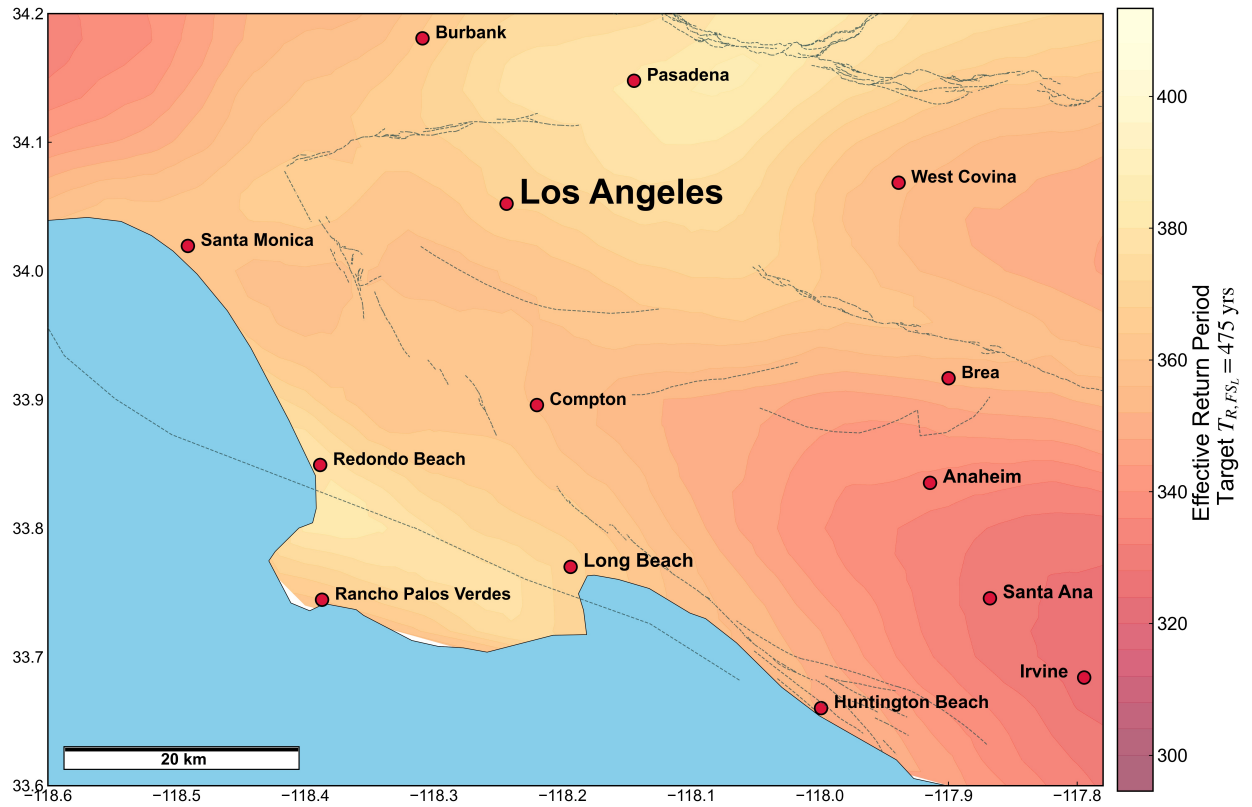 34.2
34.1
34.0
33.9
33.8
33.7
33.6
−118.6
−118.5
−118.4
−118.3
−118.2
−118.1
−118.0
−117.9
−117.8
Burbank
Pasadena
West Covina
Los Angeles
Santa Monica
Brea
Compton
Redondo Beach
Anaheim
Long Beach
Rancho Palos Verdes
Santa Ana
Irvine
Huntington Beach
20 km
400
380
360
340
320
300
Effective Return Period
Target T_{R,FS_L} = 475 yrs